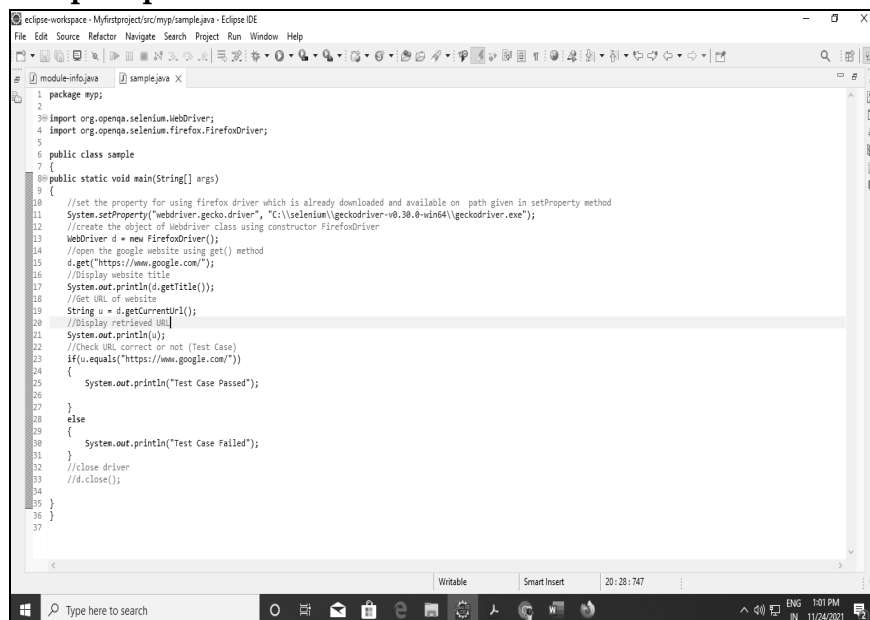 eclipse-workspace - Myfirstproject/src/myp/sample.java - Eclipse IDE
File Edit Source Refactor Navigate Search Project Run Window Help
module-info.java sample.java
1 package myp;
2
3 import org.openqa.selenium.WebDriver;
4 import org.openqa.selenium.firefox.FirefoxDriver;
5
6 public class sample
7 {
8 public static void main(String[] args)
9 {
10 //set the property for using firefox driver which is already downloaded and available on path given in setProperty method
11 System.setProperty("webdriver.gecko.driver", "C:\\selenium\\geckodriver-v0.30.0-win64\\geckodriver.exe");
12 //create the object of Webdriver class using constructor FirefoxDriver
13 WebDriver d = new FirefoxDriver();
14 //open the google website using get() method
15 d.get("https://www.google.com/");
16 //Display website title
17 System.out.println(d.getTitle());
18 //Get URL of website
19 String u = d.getCurrentUrl();
20 //Display retrieved URL
21 System.out.println(u);
22 //Check URL correct or not (Test Case)
23 if(u.equals("https://www.google.com/"))
24 {
25 System.out.println("Test Case Passed");
26
27 }
28 else
29 {
30 System.out.println("Test Case Failed");
31 }
32 //close driver
33 //d.close();
34
35 }
36 }
37
Writable Smart Insert 20 : 28 : 747
Type here to search
ENG 1:01 PM
IN 11/24/2021